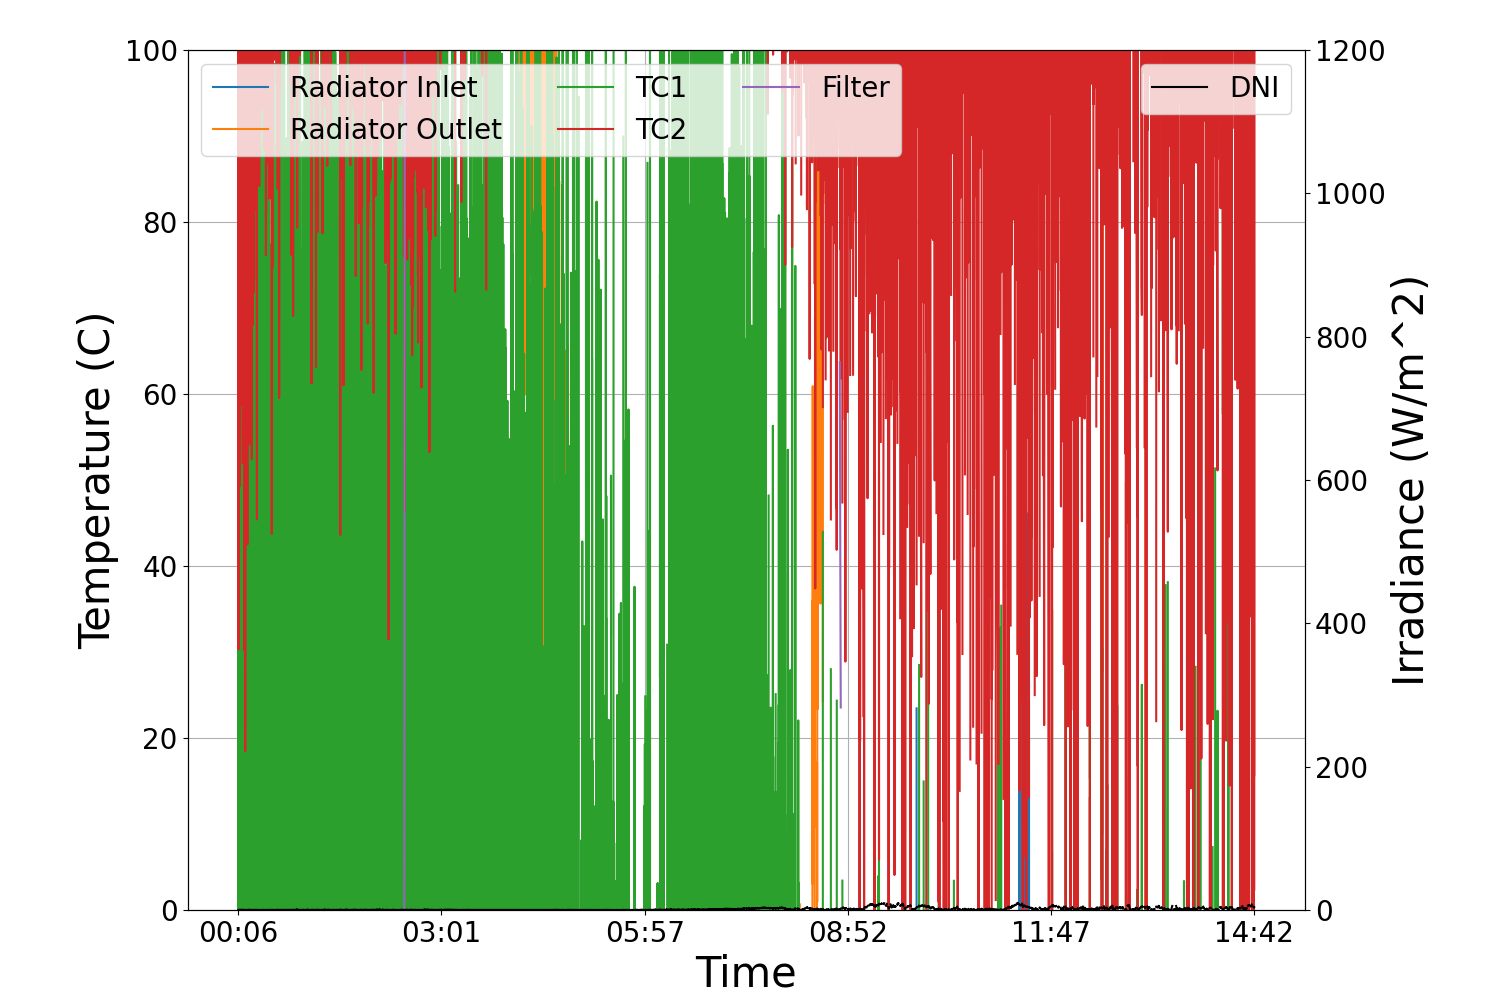 100
80
60
40
20
0
Temperature (C)
Radiator Inlet
Radiator Outlet
TC1
TC2
Filter
DNI
1200
1000
800
600
400
200
0
Irradiance (W/m^2)
00:06 03:01 05:57 08:52 11:47 14:42
Time